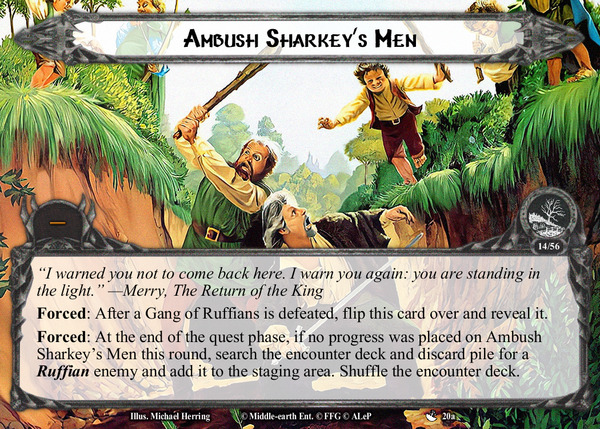 Ambush Sharkey's Men
14/56
“I warned you not to come back here. I warn you again: you are standing in
the light.” —Merry, The Return of the King
Forced: After a Gang of Ruffians is defeated, flip this card over and reveal it.
Forced: At the end of the quest phase, if no progress was placed on Ambush
Sharkey’s Men this round, search the encounter deck and discard pile for a
Ruffian enemy and add it to the staging area. Shuffle the encounter deck.
Illus. Michael Herring © Middle-earth Ent. © FFG © ALeP 20a